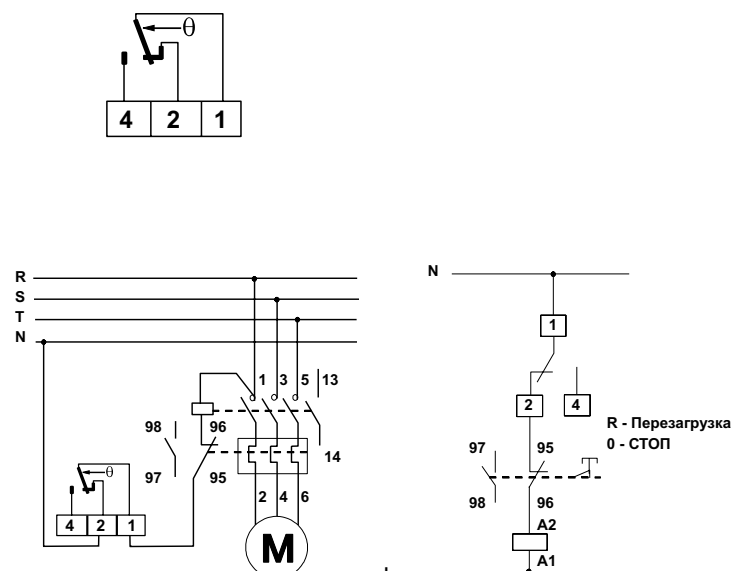 θ
4 2 1
R
S
T
N
1 3 5 13
98 96
97 95 14
θ
2 4 6
4 2 1
M
N
1
2 4
R - Перезагрузка
0 - СТОП
97 95
98 96
A2
A1